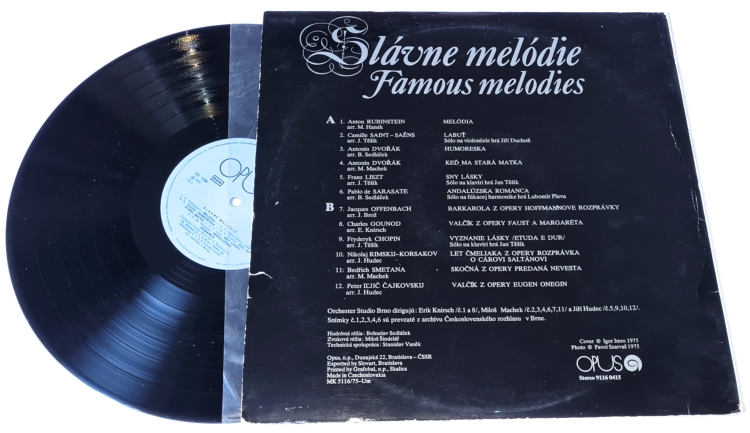 Slávne melódie
Famous melodies
A 1. Anton RUBINSTEIN MELÓDIA
arr. M. Hanák
2. Camille SAINT-SAËNS LABUŤ
arr. J. Těšík Sólo na violončele hrá Jiří Duchoň
3. Antonín DVOŘÁK HUMORESKA
arr. B. Sedláček
4. Antonín DVOŘÁK KEĎ MA STARÁ MATKA
arr. M. Machek
5. Franz LISZT SNY LÁSKY
arr. J. Těšík Sólo na klavíri hrá Jan Těšík
6. Pablo de SARASATE ANDALÚZSKA ROMANCA
arr. B. Sedláček Sólo na fúkacej harmonike hrá Lubomír Pleva
B 7. Jacques OFFENBACH BARKAROLA Z OPERY HOFFMANNOVE ROZPRÁVKY
arr. J. Brož
8. Charles GOUNOD VALČÍK Z OPERY FAUST A MARGARÉTA
arr. E. Knirsch
9. Fryderyk CHOPIN VYZNANIE LÁSKY /ETUDA E DUR/
arr. J. Těšík Sólo na klavíri hrá Jan Těšík
10. Nikolaj RIMSKIJ-KORSAKOV LET ČMELIAKA Z OPERY ROZPRÁVKA
arr. J. Hudec O CÁROVI SALTÁNOVI
11. Bedřich SMETANA SKOČNÁ Z OPERY PREDANÁ NEVESTA
arr. M. Machek
12. Peter IĽJIČ ČAJKOVSKIJ VALČÍK Z OPERY EUGEN ONEGIN
arr. J. Hudec
Orchester Studio Brno dirigujú: Erik Knirsch /č.1 a 8/, Miloš Machek /č.2,3,4,6,7,11/ a Jiří Hudec /č.5,9,10,12/.
Snímky č.1,2,3,4,6 sú prevzaté z archívu Československého rozhlasu v Brne.
Hudobná réžia: Bohuslav Sedláček
Zvuková réžia: Miloš Šindelář
Technická spolupráca: Stanislav Vaněk
Opus, n.p., Dunajská 22, Bratislava - ČSSR
Exported by Slovart, Bratislava
Printed by Grafobal, n.p., Skalica
Made in Czechoslovakia
MK 5116/75-Um
Cover © Igor Imro 1975
Photo © Pavol Szarvaš 1975
OPUS
Stereo 9116 0415
OPUS